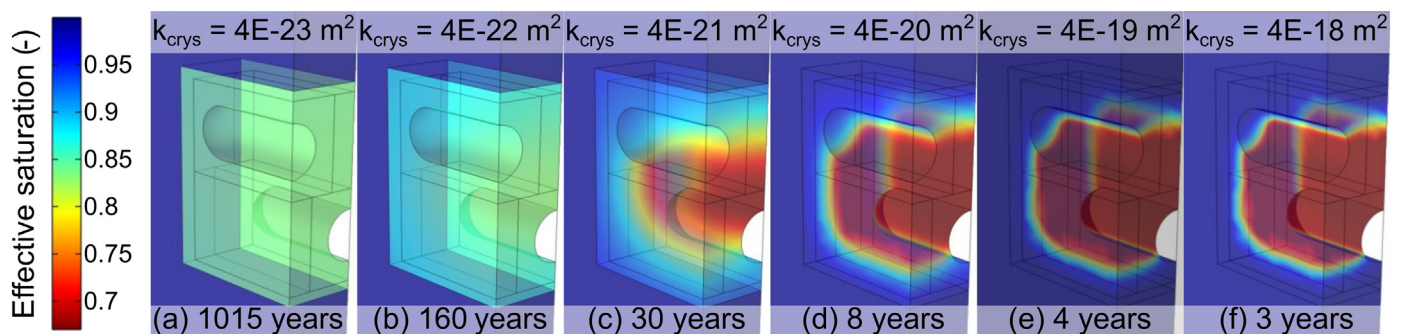 Effective saturation (-)
0.95
0.9
0.85
0.8
0.75
0.7
k_crys = 4E-23 m²
k_crys = 4E-22 m²
k_crys = 4E-21 m²
k_crys = 4E-20 m²
k_crys = 4E-19 m²
k_crys = 4E-18 m²
(a) 1015 years
(b) 160 years
(c) 30 years
(d) 8 years
(e) 4 years
(f) 3 years